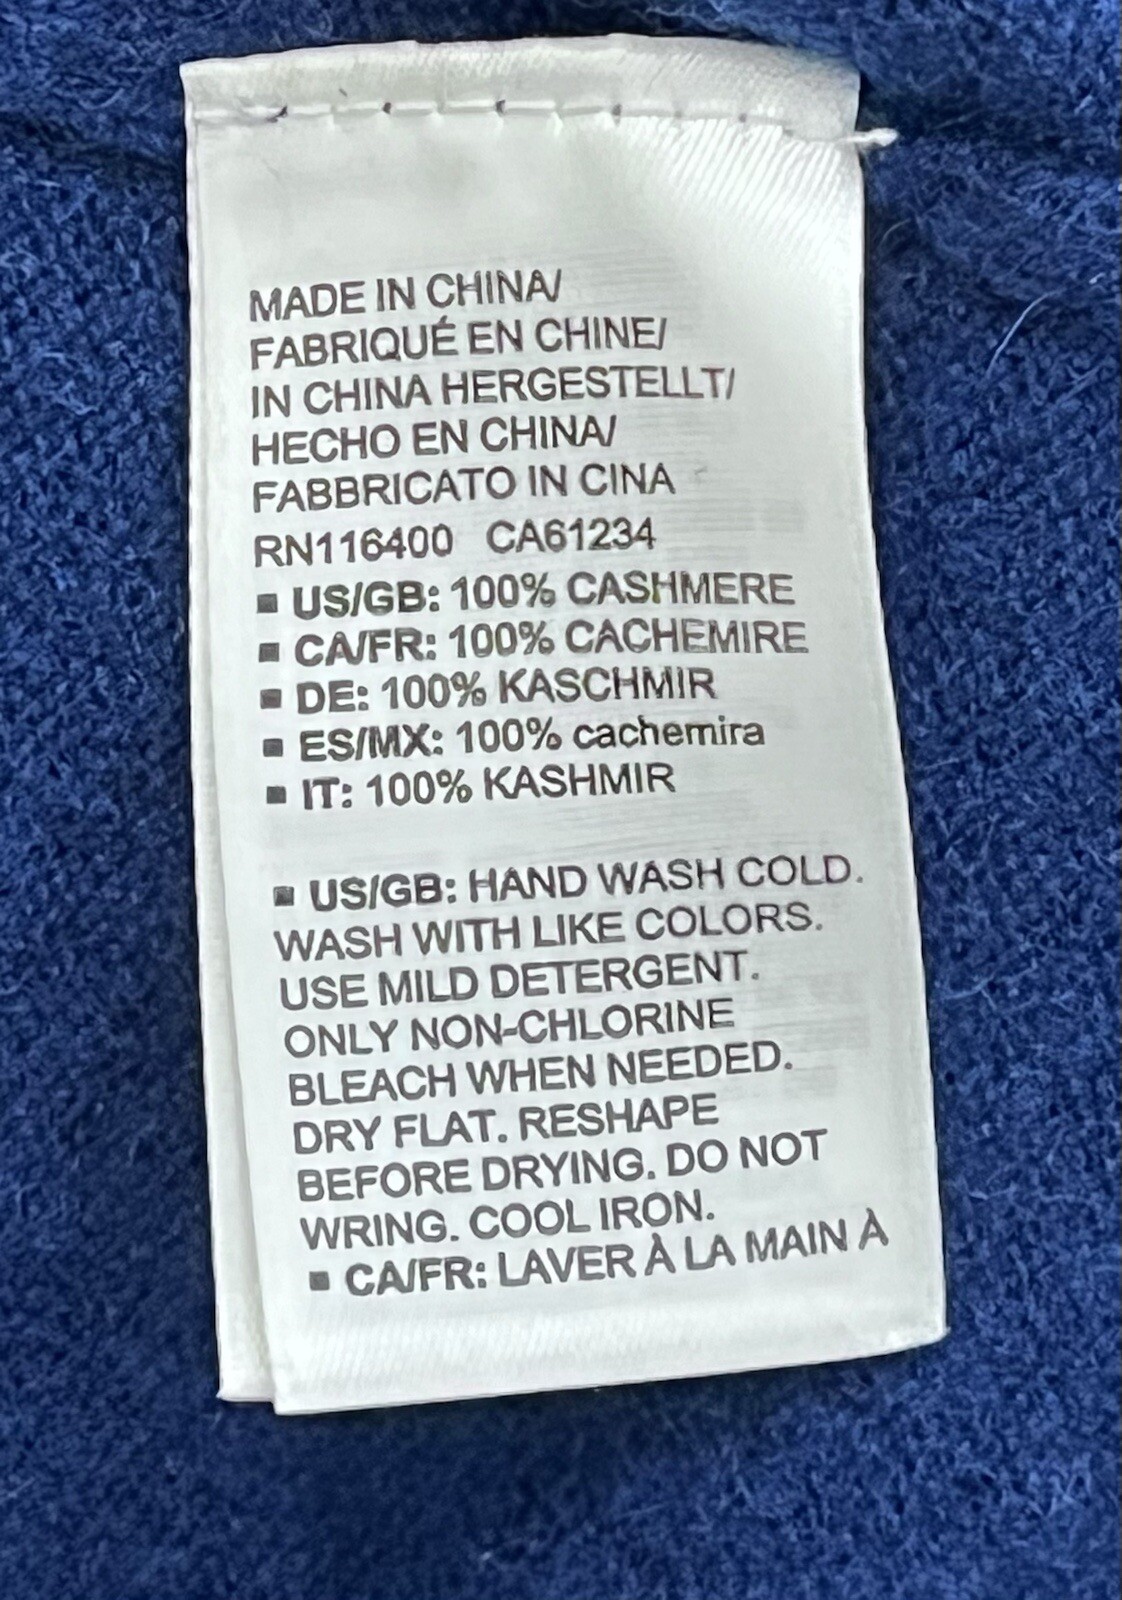 MADE IN CHINA/
FABRIQUÉ EN CHINE/
IN CHINA HERGESTELLT/
HECHO EN CHINA/
FABBRICATO IN CINA
RN116400 CA61234
▪ US/GB: 100% CASHMERE
▪ CA/FR: 100% CACHEMIRE
▪ DE: 100% KASCHMIR
▪ ES/MX: 100% cachemira
▪ IT: 100% KASHMIR
▪ US/GB: HAND WASH COLD.
WASH WITH LIKE COLORS.
USE MILD DETERGENT.
ONLY NON-CHLORINE
BLEACH WHEN NEEDED.
DRY FLAT. RESHAPE
BEFORE DRYING. DO NOT
WRING. COOL IRON.
▪ CA/FR: LAVER À LA MAIN À